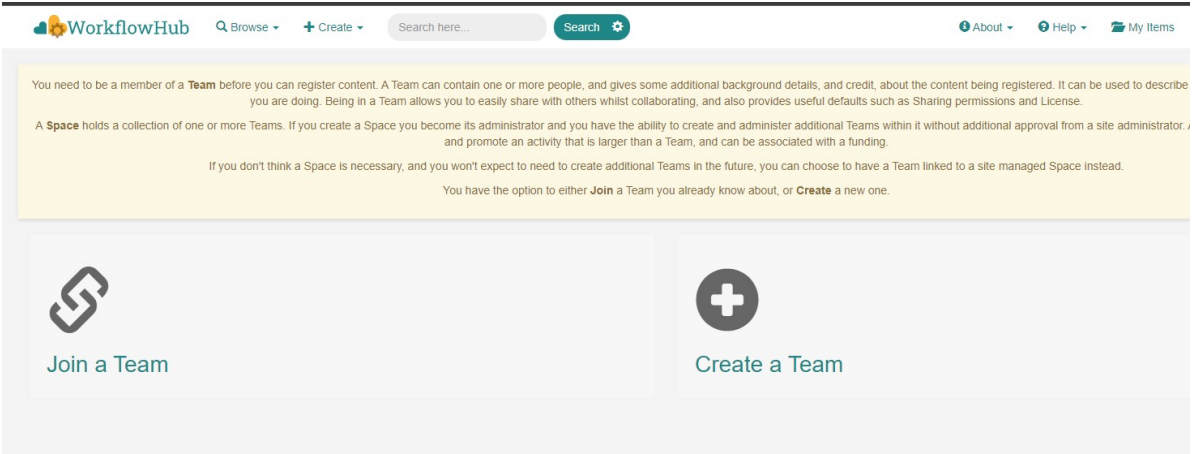 WorkflowHub Browse Create Search here... Search About Help My Items
You need to be a member of a Team before you can register content. A Team can contain one or more people, and gives some additional background details, and credit, about the content being registered. It can be used to describe
you are doing. Being in a Team allows you to easily share with others whilst collaborating, and also provides useful defaults such as Sharing permissions and License.
A Space holds a collection of one or more Teams. If you create a Space you become its administrator and you have the ability to create and administer additional Teams within it without additional approval from a site administrator.
and promote an activity that is larger than a Team, and can be associated with a funding.
If you don't think a Space is necessary, and you won't expect to need to create additional Teams in the future, you can choose to have a Team linked to a site managed Space instead.
You have the option to either Join a Team you already know about, or Create a new one.
Join a Team
Create a Team